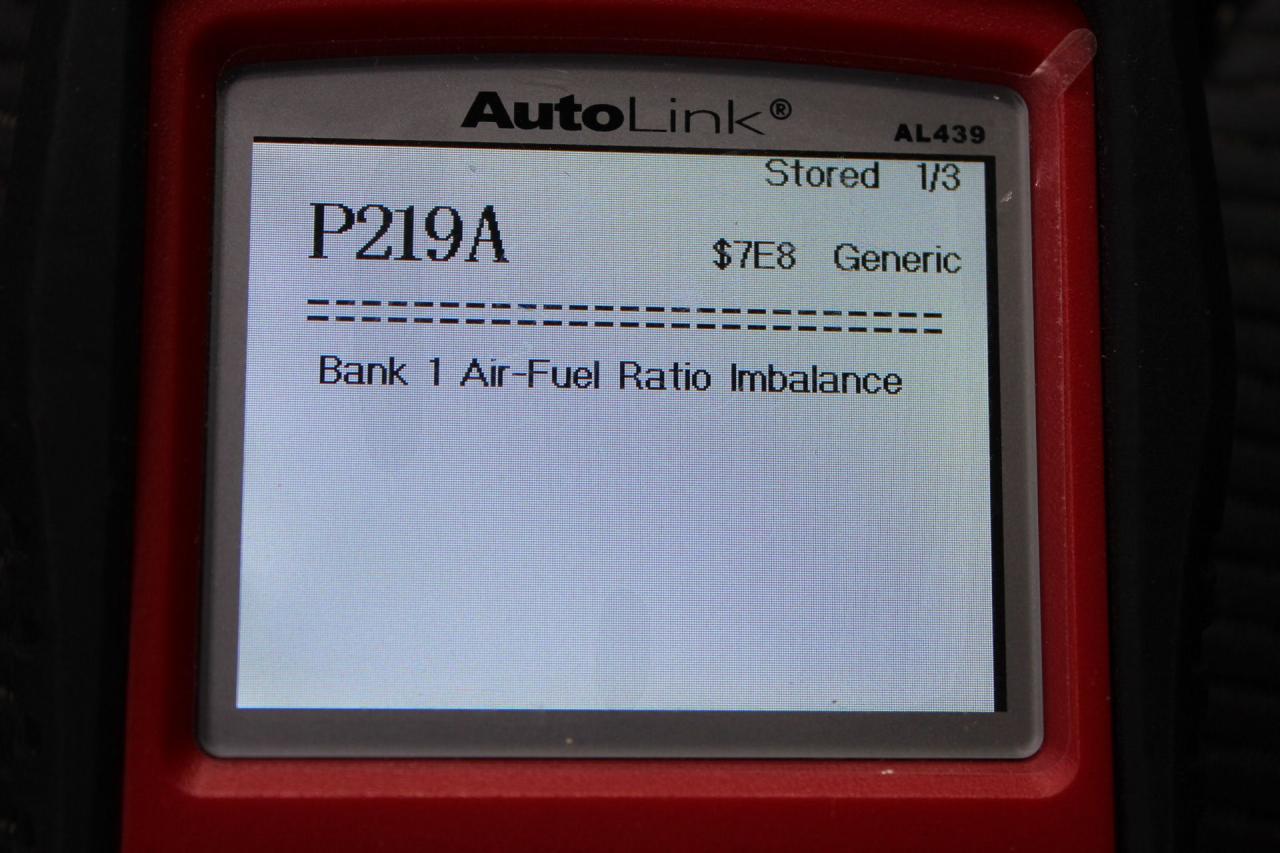 AutoLink®
AL439
Stored 1/3
P219A
$7E8 Generic
Bank 1 Air-Fuel Ratio Imbalance